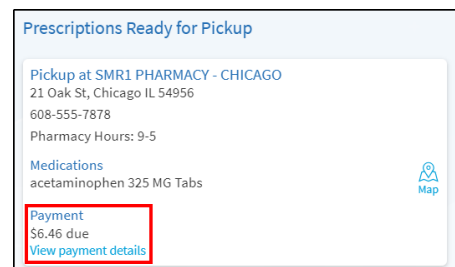 Prescriptions Ready for Pickup
Pickup at SMR1 PHARMACY - CHICAGO
21 Oak St, Chicago IL 54956
608-555-7878
Pharmacy Hours: 9-5
Medications
acetaminophen 325 MG Tabs
Map
Payment
$6.46 due
View payment details